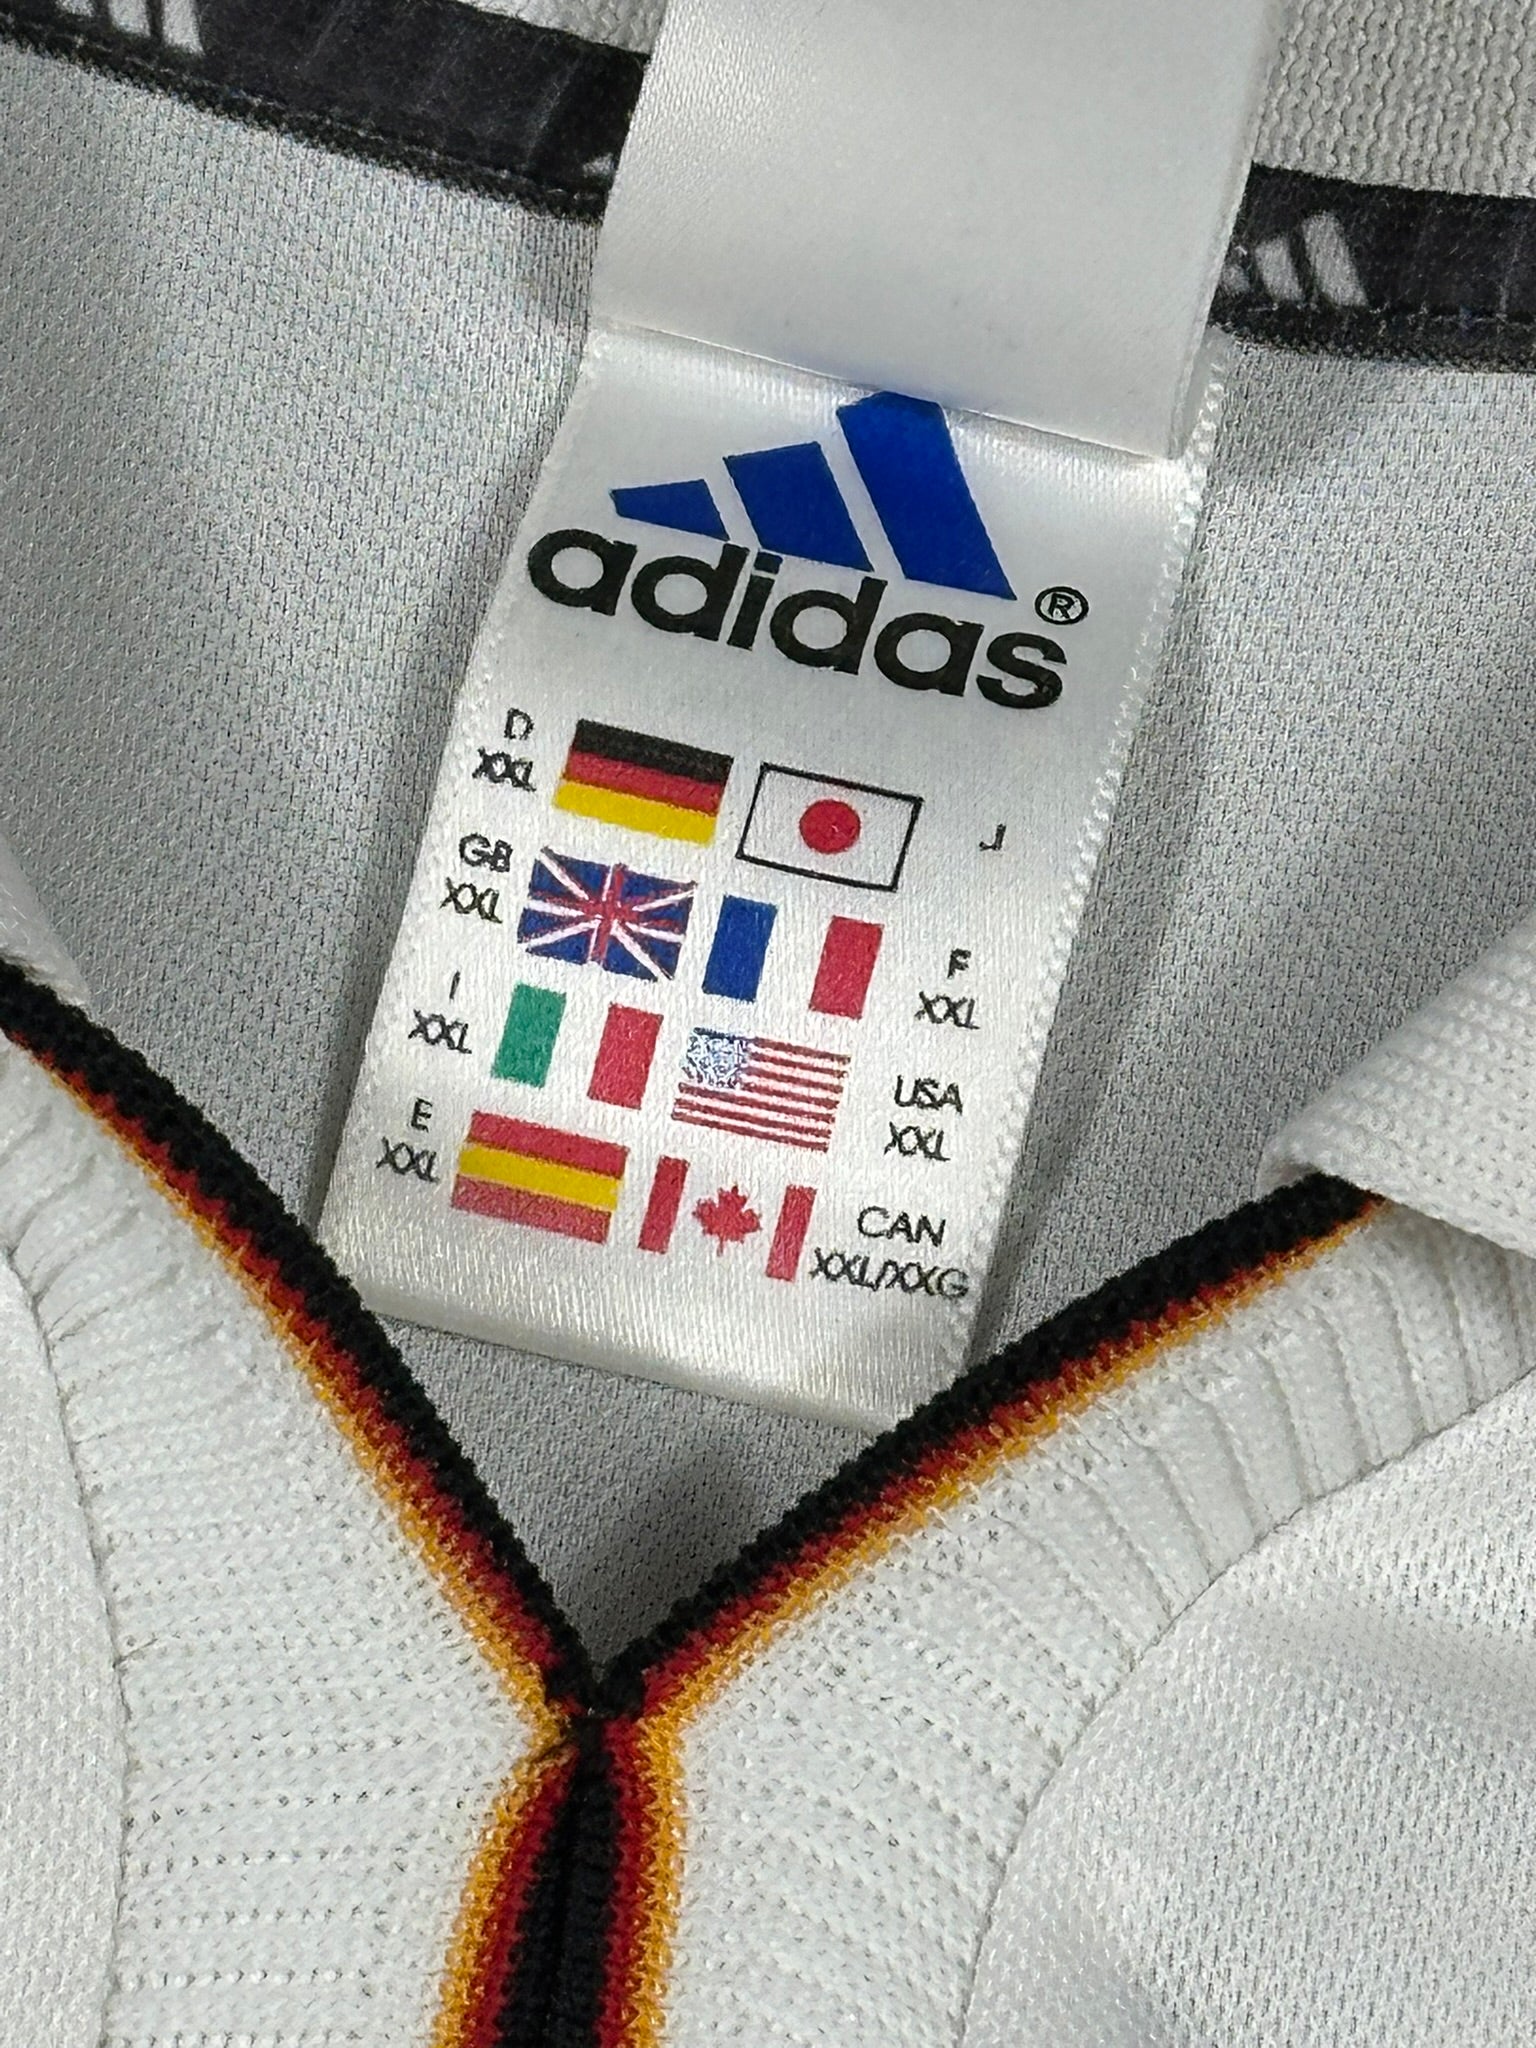 adidas®
D
XXL
J
GB
XXL
F
XXL
I
XXL
USA
XXL
E
XXL
CAN
XXL/XXG